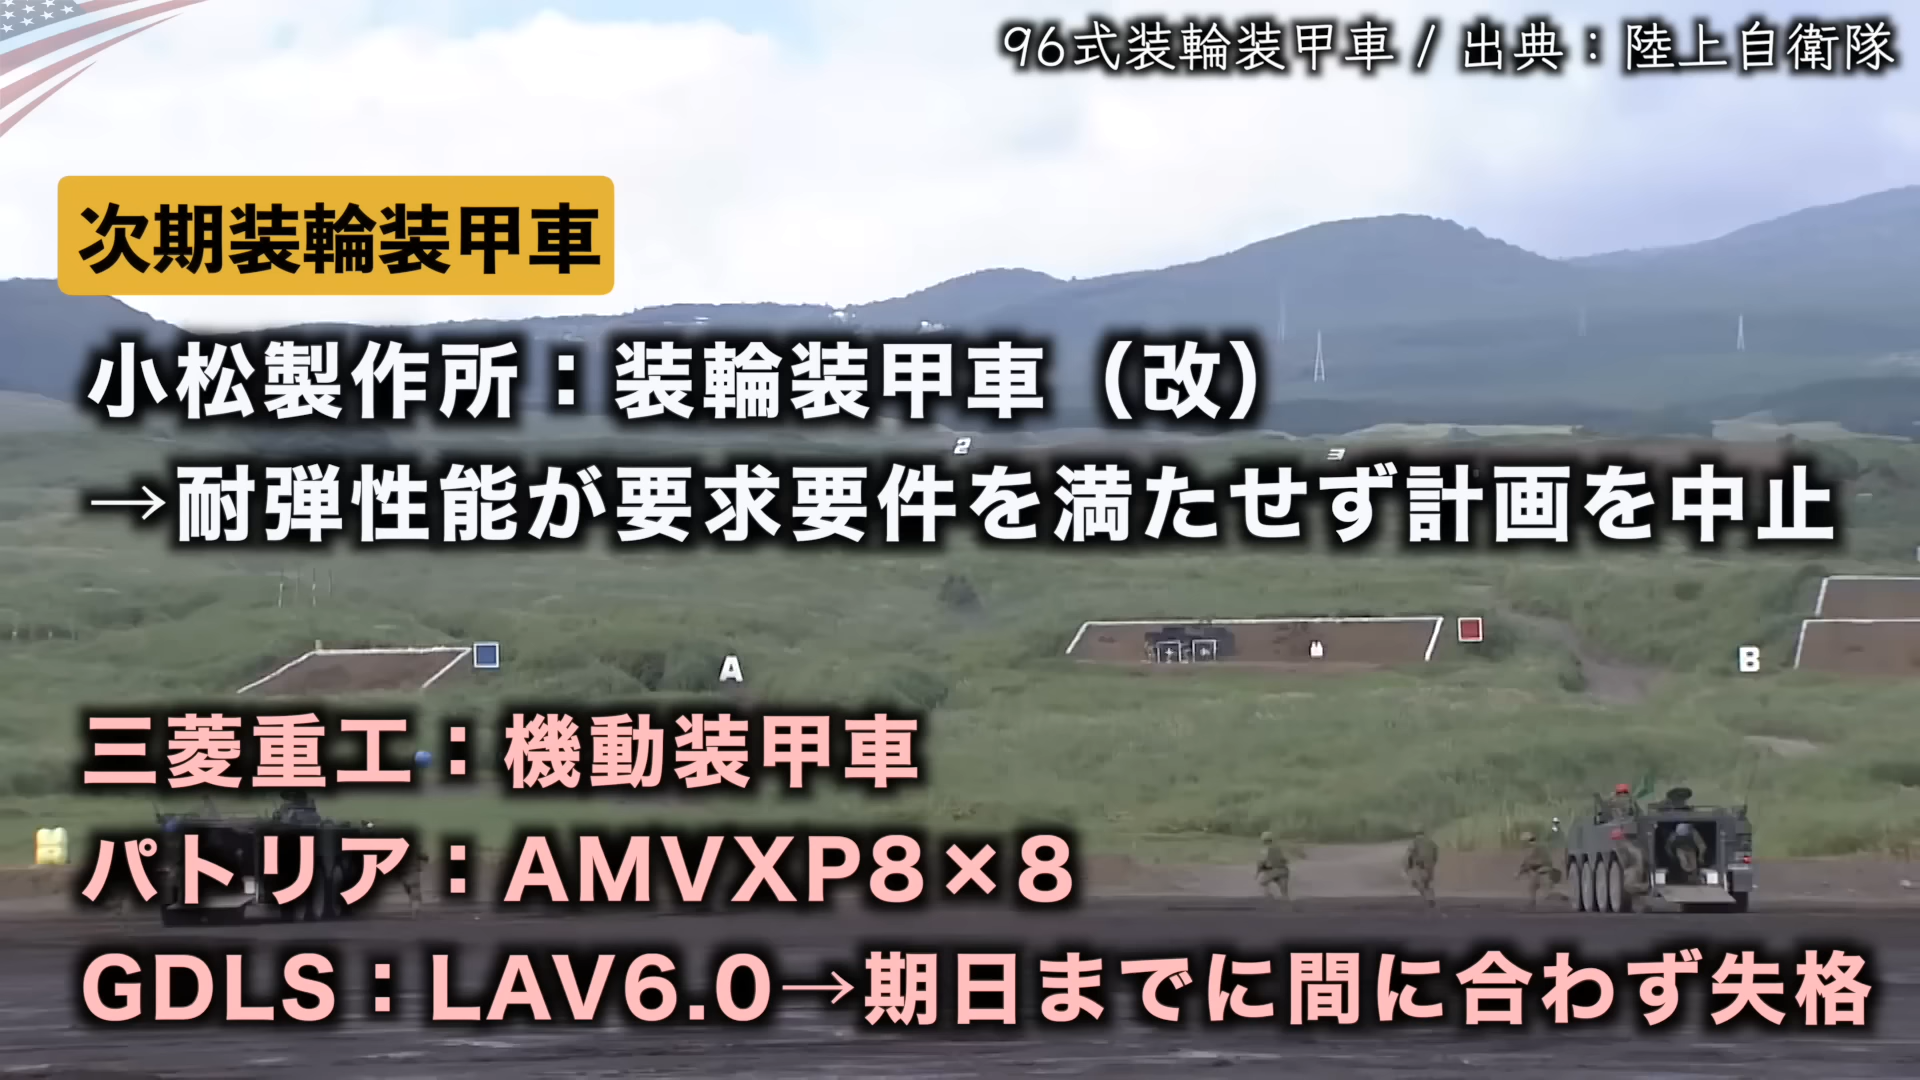 96式装輪装甲車 / 出典：陸上自衛隊
次期装輪装甲車
小松製作所：装輪装甲車（改）
→耐弾性能が要求要件を満たせず計画を中止
2 3
A B
三菱重工：機動装甲車
パトリア：AMVXP8×8
GDLS：LAV6.0→期日までに間に合わず失格